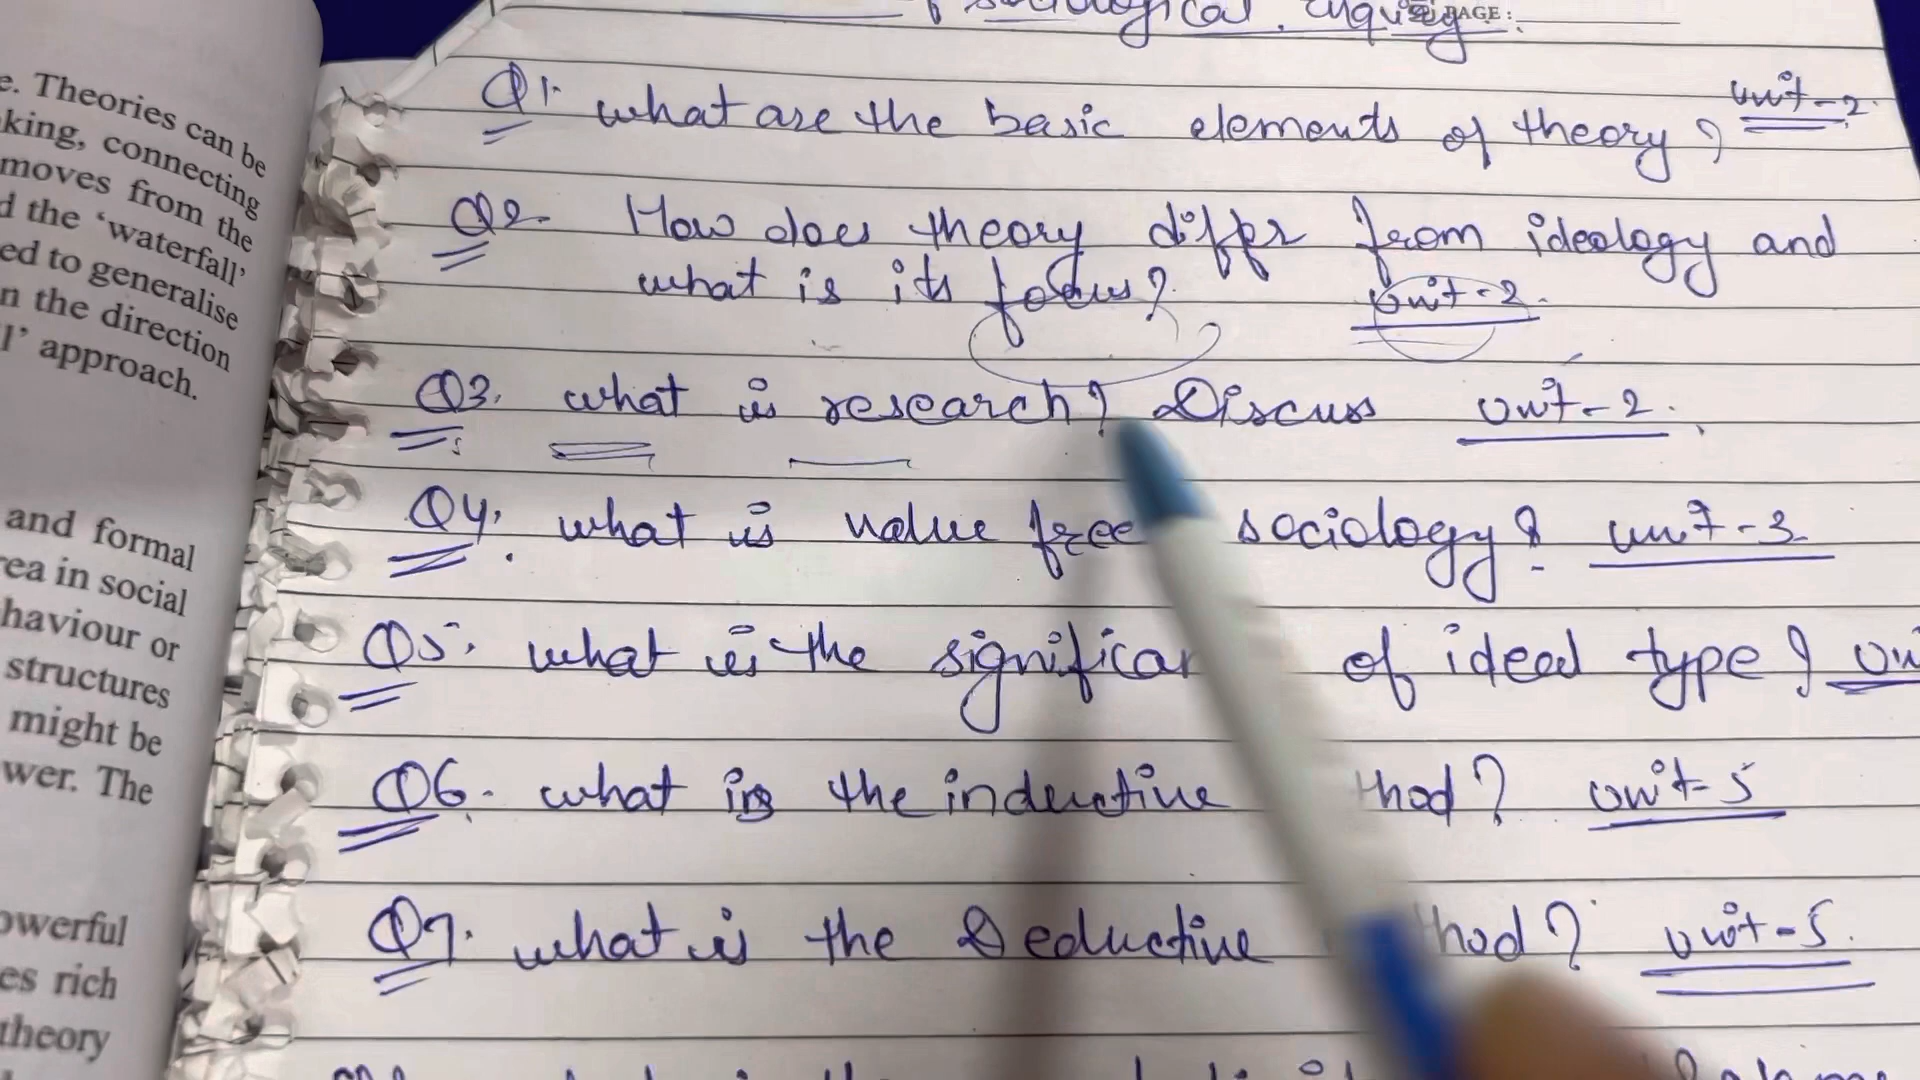 Sociological Inquiry
PAGE:
Q1. what are the basic elements of theory? unit-2.
Q2. How does theory differ from ideology and
what is its focus? unit-2.
Q3. what is research? Discuss unit-2.
Q4. what is value free sociology? unit-3.
Q5. what is the of ideal type?
Q6. what is the inductive unit-5
Q7. what is the Deductive unit-5.
e. Theories can be
king, connecting
moves from the
d the ‘waterfall’
ed to generalise
n the direction
l’ approach.
and formal
rea in social
haviour or
structures
might be
wer. The
owerful
es rich
theory